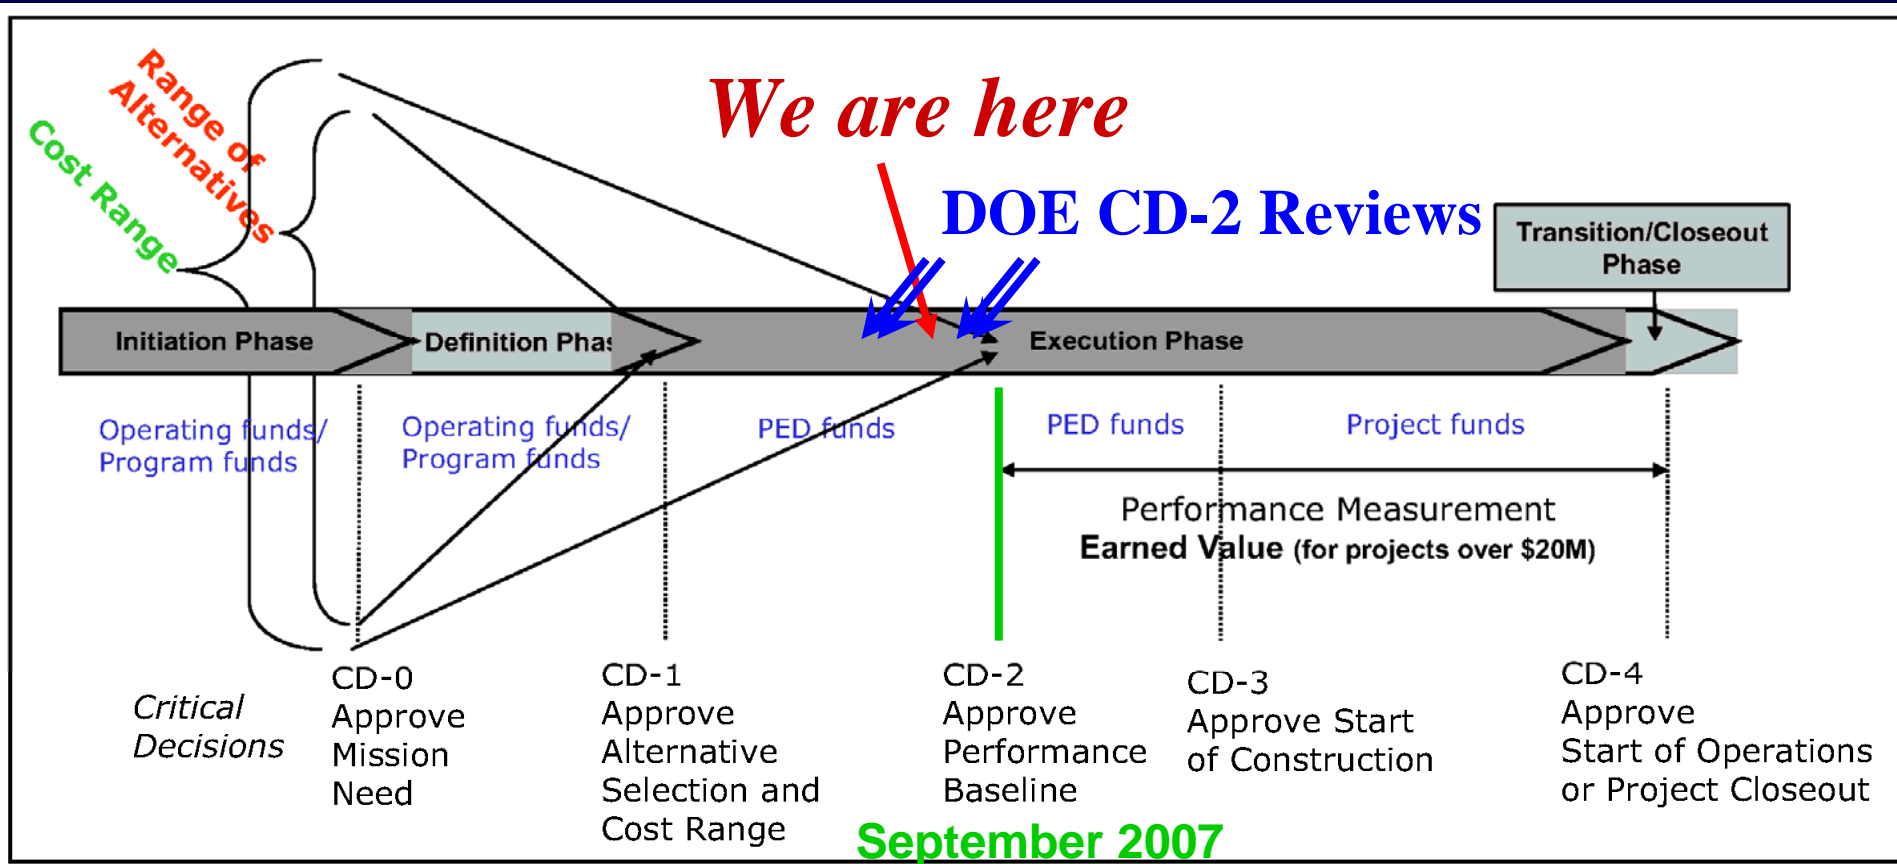 Range of
Alternatives
Cost Range
We are here
DOE CD-2 Reviews
Transition/Closeout
Phase
Initiation Phase
Definition Phas
Execution Phase
Operating funds/
Program funds
Operating funds/
Program funds
PED funds
PED funds
Project funds
Performance Measurement
Earned Value (for projects over $20M)
Critical
Decisions
CD-0
Approve
Mission
Need
CD-1
Approve
Alternative
Selection and
Cost Range
CD-2
Approve
Performance
Baseline
September 2007
CD-3
Approve Start
of Construction
CD-4
Approve
Start of Operations
or Project Closeout